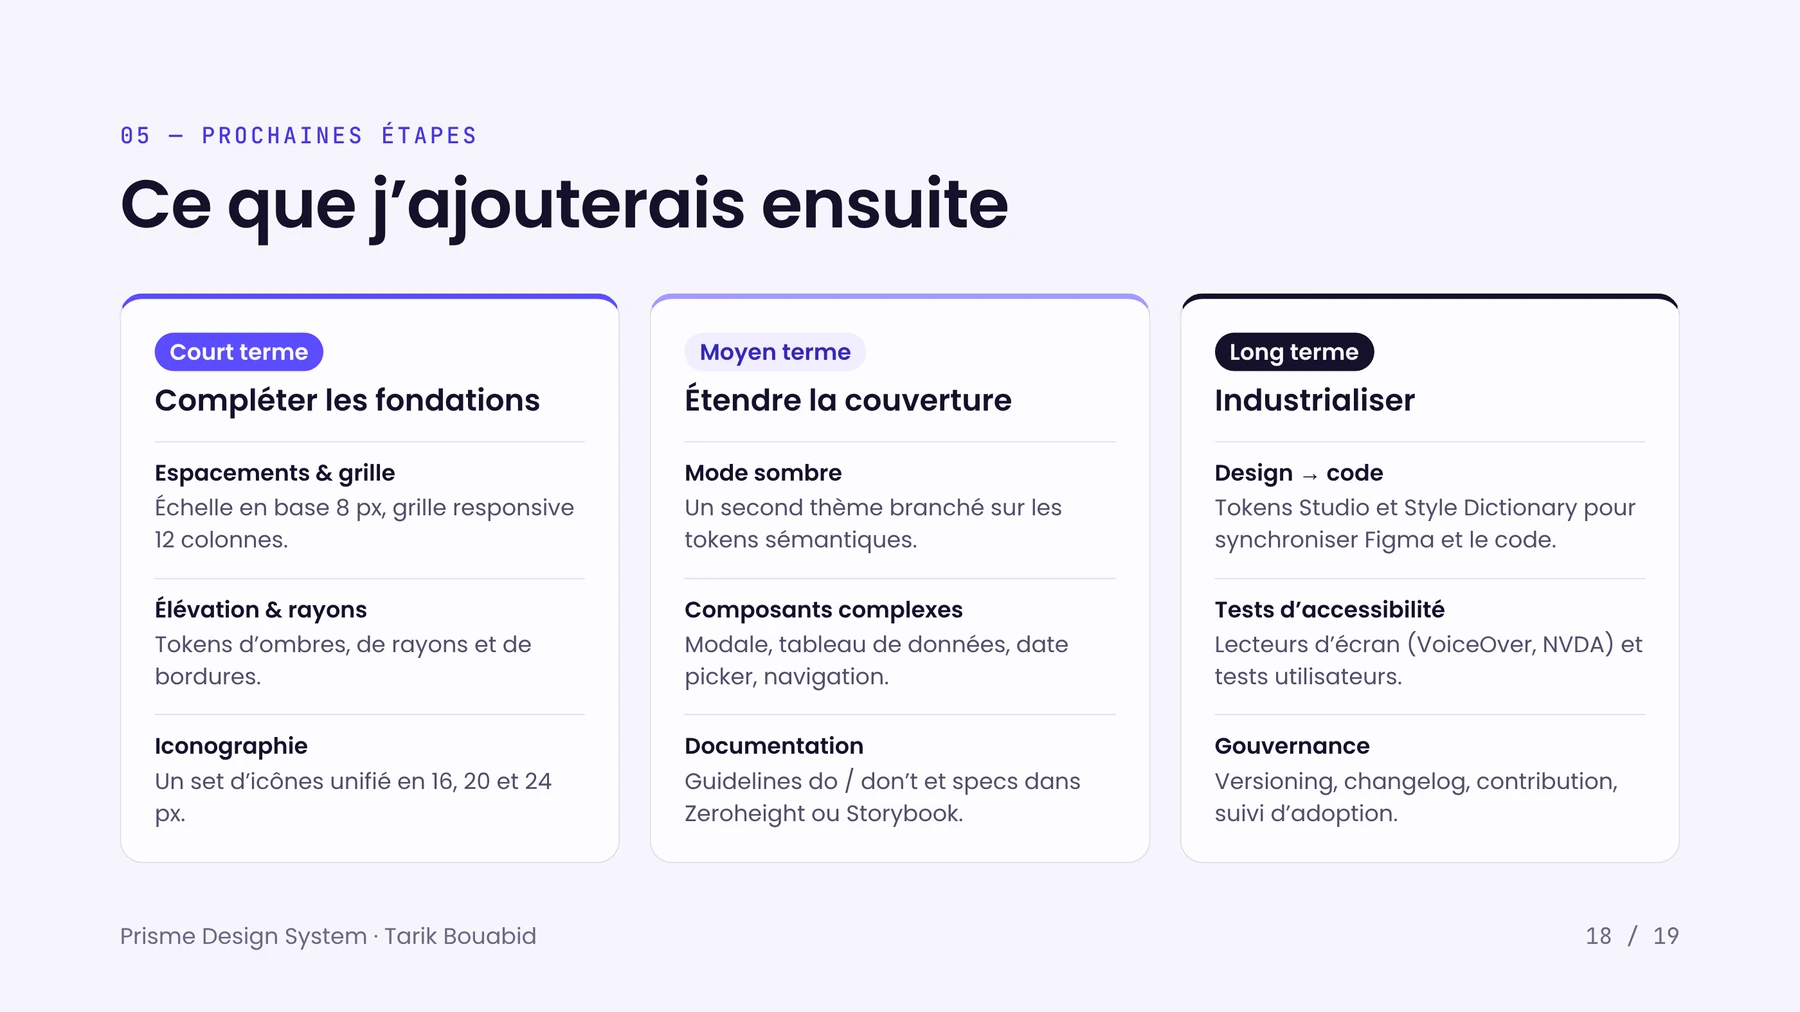 05 — PROCHAINES ÉTAPES
Ce que j’ajouterais ensuite
Court terme
Compléter les fondations
Espacements & grille
Échelle en base 8 px, grille responsive
12 colonnes.
Élévation & rayons
Tokens d’ombres, de rayons et de
bordures.
Iconographie
Un set d’icônes unifié en 16, 20 et 24
px.
Moyen terme
Étendre la couverture
Mode sombre
Un second thème branché sur les
tokens sémantiques.
Composants complexes
Modale, tableau de données, date
picker, navigation.
Documentation
Guidelines do / don’t et specs dans
Zeroheight ou Storybook.
Long terme
Industrialiser
Design → code
Tokens Studio et Style Dictionary pour
synchroniser Figma et le code.
Tests d’accessibilité
Lecteurs d’écran (VoiceOver, NVDA) et
tests utilisateurs.
Gouvernance
Versioning, changelog, contribution,
suivi d’adoption.
Prisme Design System · Tarik Bouabid
18 / 19